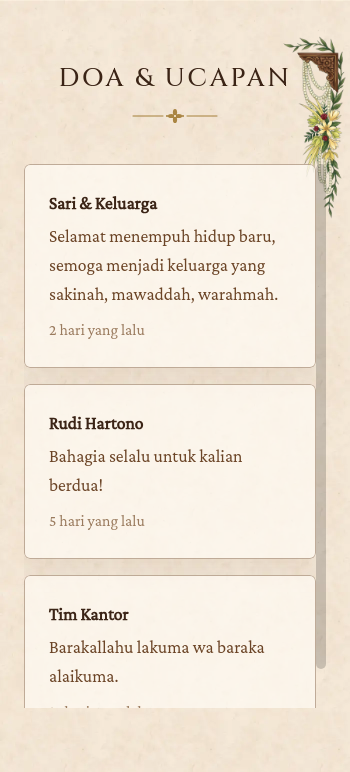 DOA & UCAPAN
Sari & Keluarga
Selamat menempuh hidup baru,
semoga menjadi keluarga yang
sakinah, mawaddah, warahmah.
2 hari yang lalu
Rudi Hartono
Bahagia selalu untuk kalian
berdua!
5 hari yang lalu
Tim Kantor
Barakallahu lakuma wa baraka
alaikuma.